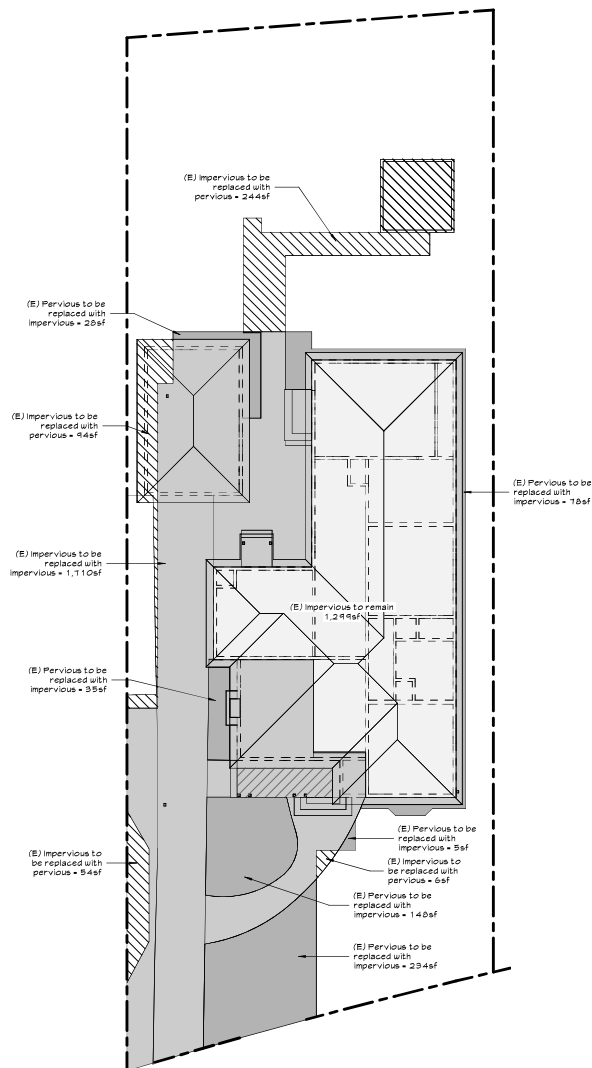 (E) Impervious to be
replaced with
pervious = 244sf
(E) Pervious to be
replaced with
impervious = 28sf
(E) Impervious to be
replaced with
pervious = 94sf
(E) Pervious to be
replaced with
impervious = 78sf
(E) Impervious to be
replaced with
impervious = 1,710sf
(E) Impervious to remain
1,299sf
(E) Pervious to be
replaced with
impervious = 35sf
(E) Pervious to be
replaced with
impervious = 5sf
(E) Impervious to
be replaced with
pervious = 54sf
(E) Impervious to
be replaced with
pervious = 6sf
(E) Pervious to be
replaced with
impervious = 148sf
(E) Pervious to be
replaced with
impervious = 234sf